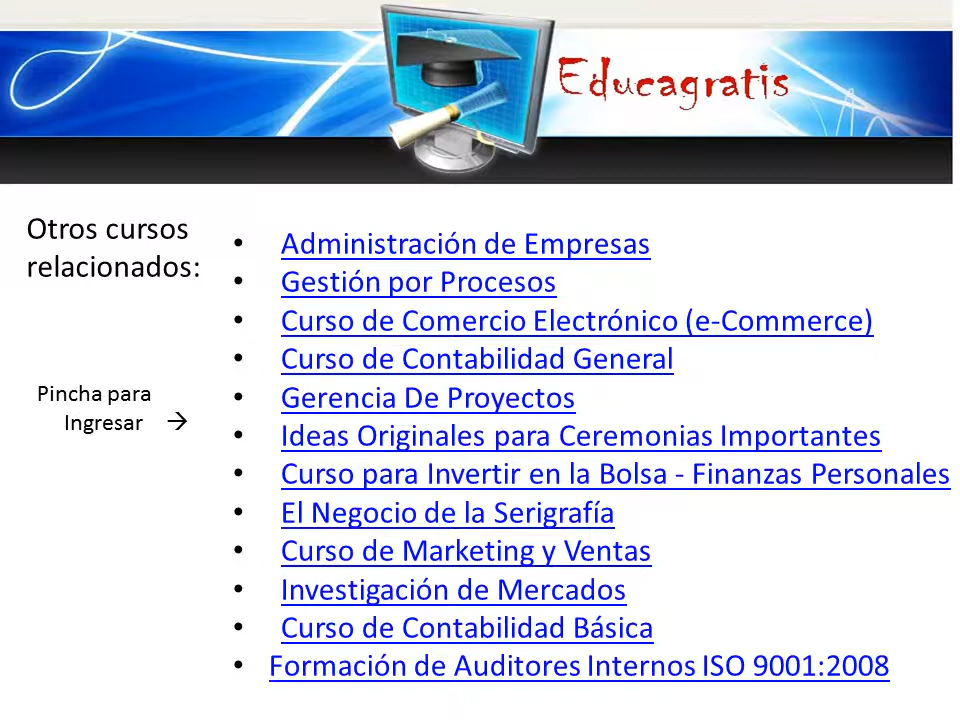 Educagratis
Otros cursos
relacionados:
Pincha para
Ingresar →
• Administración de Empresas
• Gestión por Procesos
• Curso de Comercio Electrónico (e-Commerce)
• Curso de Contabilidad General
• Gerencia De Proyectos
• Ideas Originales para Ceremonias Importantes
• Curso para Invertir en la Bolsa - Finanzas Personales
• El Negocio de la Serigrafía
• Curso de Marketing y Ventas
• Investigación de Mercados
• Curso de Contabilidad Básica
• Formación de Auditores Internos ISO 9001:2008